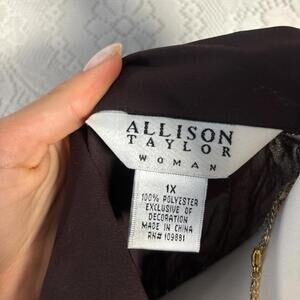 ALLISON
TAYLOR
WOMAN
1X
100% POLYESTER
EXCLUSIVE OF
DECORATION
MADE IN CHINA
RN# 109881